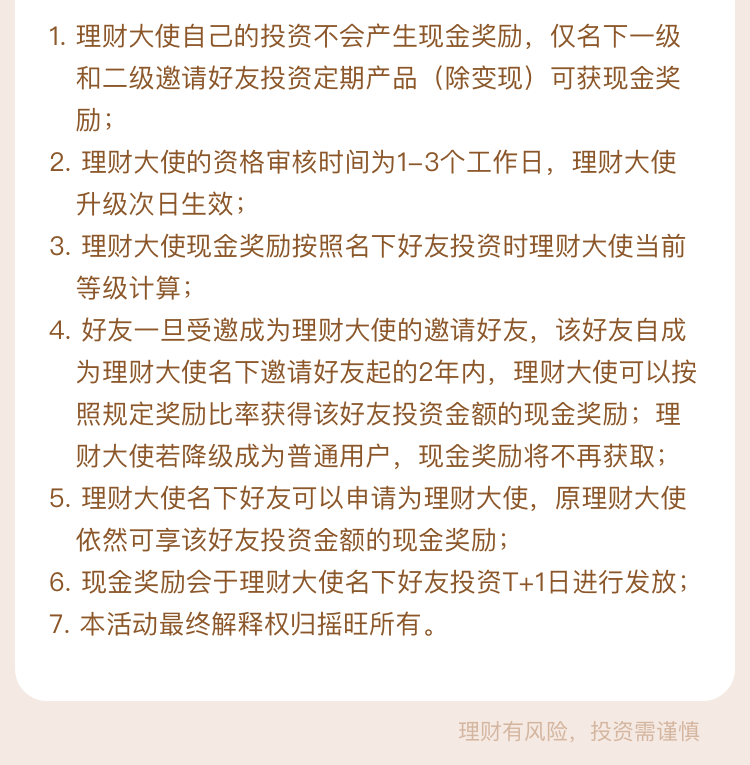 1. 理财大使自己的投资不会产生现金奖励，仅名下一级
和二级邀请好友投资定期产品（除变现）可获现金奖
励；
2. 理财大使的资格审核时间为1–3个工作日，理财大使
升级次日生效；
3. 理财大使现金奖励按照名下好友投资时理财大使当前
等级计算；
4. 好友一旦受邀成为理财大使的邀请好友，该好友自成
为理财大使名下邀请好友起的2年内，理财大使可以按
照规定奖励比率获得该好友投资金额的现金奖励；理
财大使若降级成为普通用户，现金奖励将不再获取；
5. 理财大使名下好友可以申请为理财大使，原理财大使
依然可享该好友投资金额的现金奖励；
6. 现金奖励会于理财大使名下好友投资T+1日进行发放；
7. 本活动最终解释权归摇旺所有。
理财有风险，投资需谨慎